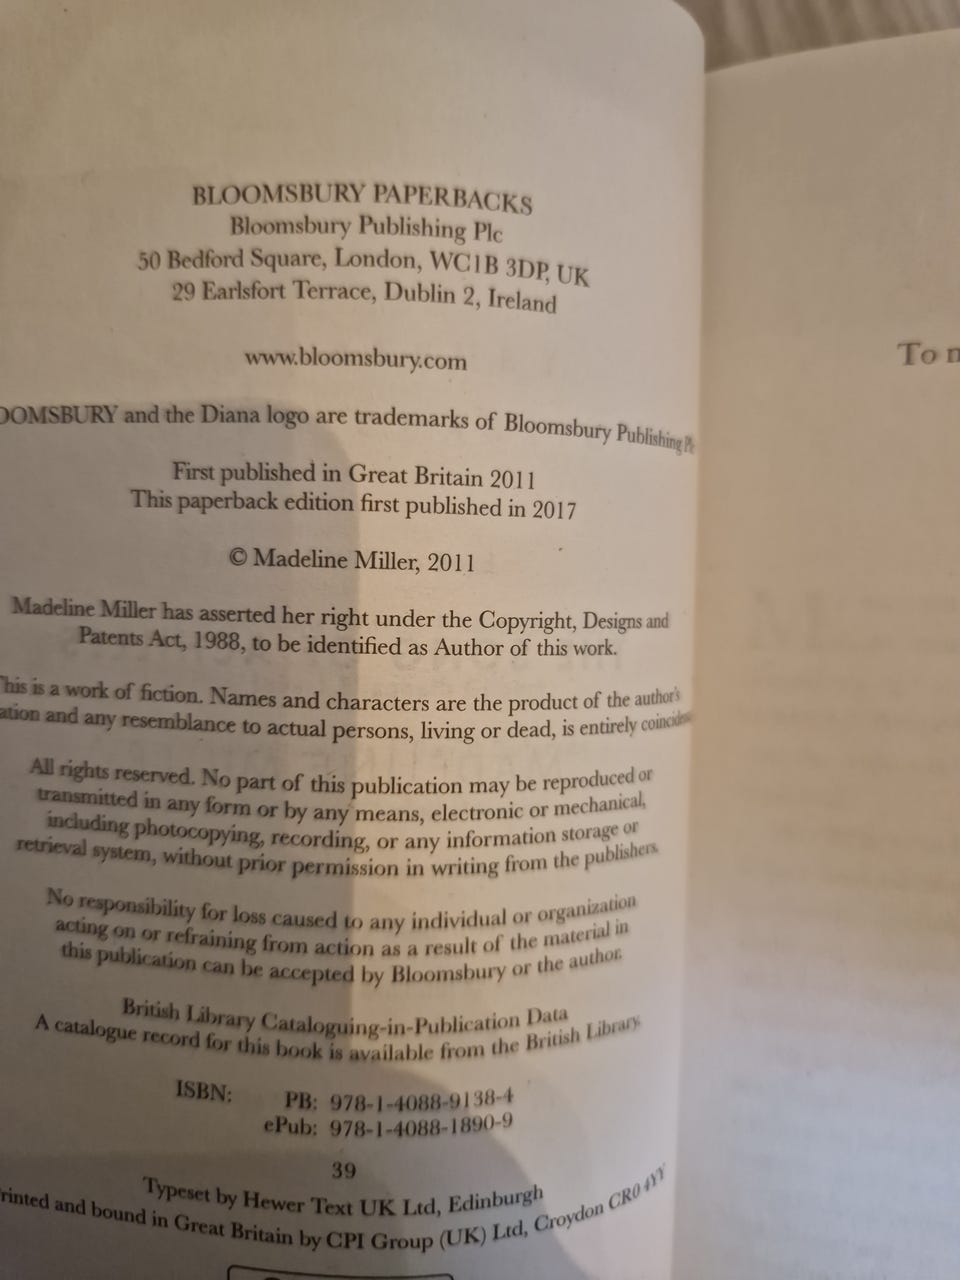 BLOOMSBURY PAPERBACKS
Bloomsbury Publishing Plc
50 Bedford Square, London, WC1B 3DP, UK
29 Earlsfort Terrace, Dublin 2, Ireland
www.bloomsbury.com
OOMSBURY and the Diana logo are trademarks of Bloomsbury Publishing Plc
First published in Great Britain 2011
This paperback edition first published in 2017
© Madeline Miller, 2011
Madeline Miller has asserted her right under the Copyright, Designs and
Patents Act, 1988, to be identified as Author of this work.
This is a work of fiction. Names and characters are the product of the author's
ation and any resemblance to actual persons, living or dead, is entirely
All rights reserved. No part of this publication may be reproduced or
transmitted in any form or by any means, electronic or mechanical,
including photocopying, recording, or any information storage or
retrieval system, without prior permission in writing from the publishers.
No responsibility for loss caused to any individual or organization
acting on or refraining from action as a result of the material in
this publication can be accepted by Bloomsbury or the author.
British Library Cataloguing-in-Publication Data
A catalogue record for this book is available from the British Library.
ISBN: PB: 978-1-4088-9138-4
ePub: 978-1-4088-1890-9
39
Typeset by Hewer Text UK Ltd, Edinburgh
rinted and bound in Great Britain by CPI Group (UK) Ltd, Croydon CR0 4YY
To